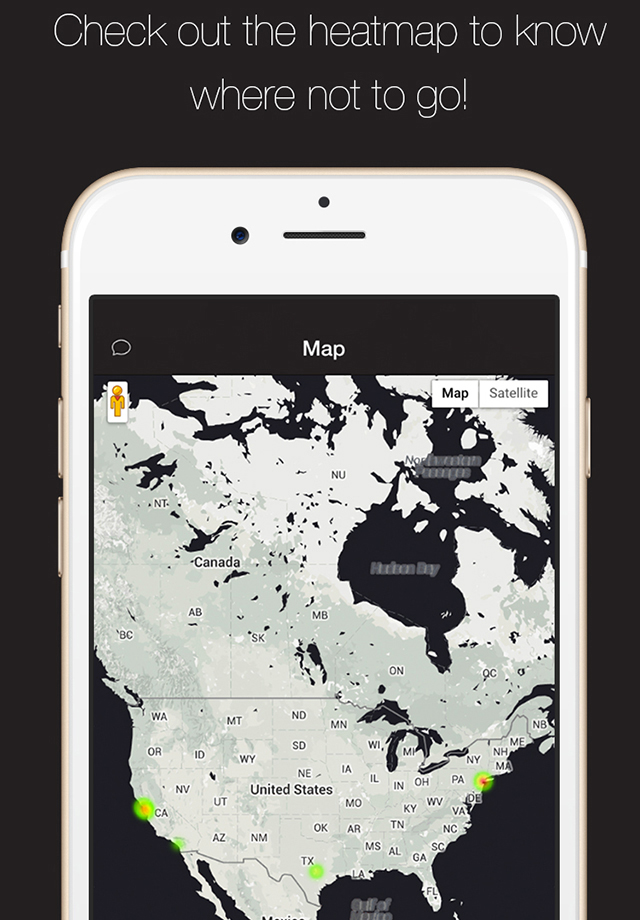 Check out the heatmap to know
where not to go!
Map
Map Satellite
NU
NT
Canada
Hudson Bay
AB
MB
BC
SK
ON
QC
WA
MT
ND
MN
NB
OR
ID
WY
SD
WI
MI
NH
ME
NY
MA
NV
UT
NE
IA
IL
IN
OH
PA
United States
CA
MO
KY
WV
VA
DE
AZ
NM
OK
AR
TN
NC
MS
AL
SC
GA
TX
LA
FL
Gulf of
Mexico